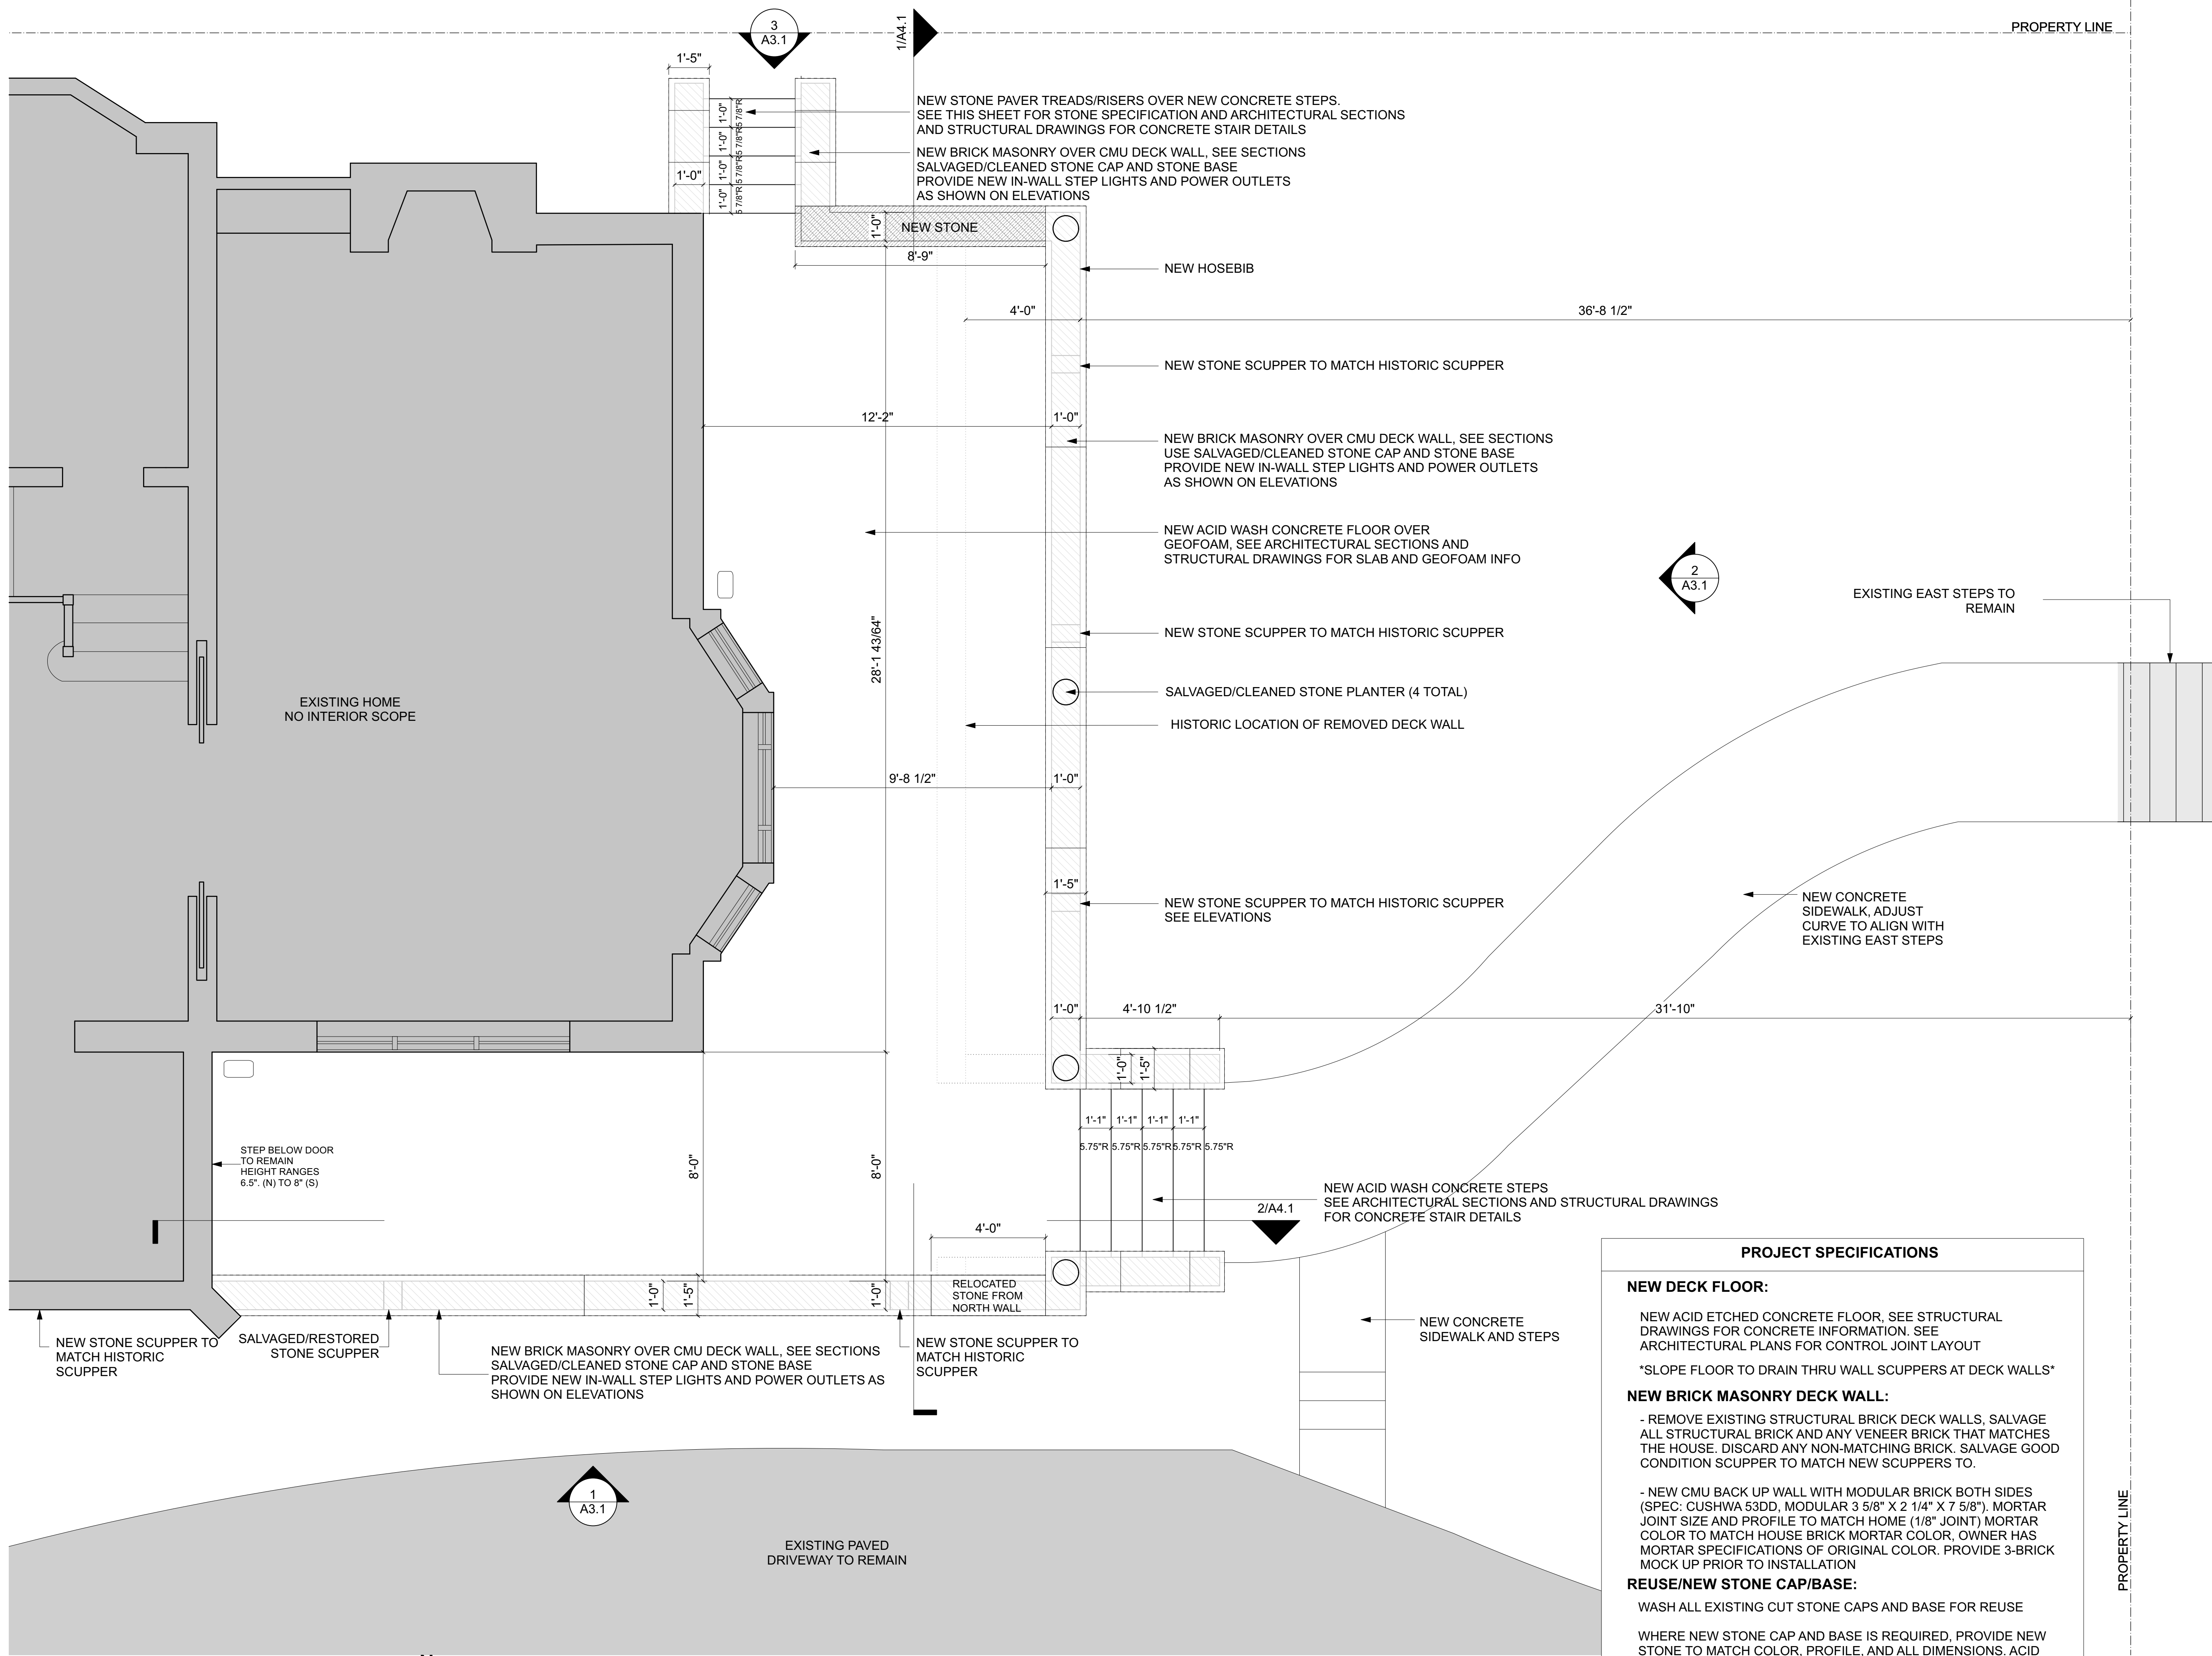 PROPERTY LINE
3
A3.1
1/A4.1
1'-5"
NEW STONE PAVER TREADS/RISERS OVER NEW CONCRETE STEPS.
SEE THIS SHEET FOR STONE SPECIFICATION AND ARCHITECTURAL SECTIONS
AND STRUCTURAL DRAWINGS FOR CONCRETE STAIR DETAILS
1'-0"
5 7/8"R
1'-0"
5 7/8"R
1'-0"
5 7/8"R
1'-0"
5 7/8"R
NEW BRICK MASONRY OVER CMU DECK WALL, SEE SECTIONS
SALVAGED/CLEANED STONE CAP AND STONE BASE
PROVIDE NEW IN-WALL STEP LIGHTS AND POWER OUTLETS
AS SHOWN ON ELEVATIONS
1'-0"
1'-0"
NEW STONE
8'-9"
NEW HOSEBIB
4'-0"
36'-8 1/2"
NEW STONE SCUPPER TO MATCH HISTORIC SCUPPER
12'-2"
1'-0"
NEW BRICK MASONRY OVER CMU DECK WALL, SEE SECTIONS
USE SALVAGED/CLEANED STONE CAP AND STONE BASE
PROVIDE NEW IN-WALL STEP LIGHTS AND POWER OUTLETS
AS SHOWN ON ELEVATIONS
NEW ACID WASH CONCRETE FLOOR OVER
GEOFOAM, SEE ARCHITECTURAL SECTIONS AND
STRUCTURAL DRAWINGS FOR SLAB AND GEOFOAM INFO
2
A3.1
EXISTING EAST STEPS TO
REMAIN
NEW STONE SCUPPER TO MATCH HISTORIC SCUPPER
28'-1 43/64"
EXISTING HOME
NO INTERIOR SCOPE
SALVAGED/CLEANED STONE PLANTER (4 TOTAL)
HISTORIC LOCATION OF REMOVED DECK WALL
9'-8 1/2"
1'-0"
1'-5"
NEW STONE SCUPPER TO MATCH HISTORIC SCUPPER
SEE ELEVATIONS
NEW CONCRETE
SIDEWALK, ADJUST
CURVE TO ALIGN WITH
EXISTING EAST STEPS
1'-0"
4'-10 1/2"
31'-10"
1'-0"
1'-5"
1'-1"
1'-1"
1'-1"
1'-1"
5.75"R
5.75"R
5.75"R
5.75"R
5.75"R
STEP BELOW DOOR
TO REMAIN
HEIGHT RANGES
6.5". (N) TO 8" (S)
8'-0"
8'-0"
NEW ACID WASH CONCRETE STEPS
SEE ARCHITECTURAL SECTIONS AND STRUCTURAL DRAWINGS
FOR CONCRETE STAIR DETAILS
2/A4.1
4'-0"
RELOCATED
STONE FROM
NORTH WALL
1'-0"
1'-5"
1'-0"
NEW STONE SCUPPER TO
MATCH HISTORIC
SCUPPER
SALVAGED/RESTORED
STONE SCUPPER
NEW BRICK MASONRY OVER CMU DECK WALL, SEE SECTIONS
SALVAGED/CLEANED STONE CAP AND STONE BASE
PROVIDE NEW IN-WALL STEP LIGHTS AND POWER OUTLETS AS
SHOWN ON ELEVATIONS
NEW STONE SCUPPER TO
MATCH HISTORIC
SCUPPER
NEW CONCRETE
SIDEWALK AND STEPS
1
A3.1
EXISTING PAVED
DRIVEWAY TO REMAIN
PROJECT SPECIFICATIONS
NEW DECK FLOOR:
NEW ACID ETCHED CONCRETE FLOOR, SEE STRUCTURAL
DRAWINGS FOR CONCRETE INFORMATION. SEE
ARCHITECTURAL PLANS FOR CONTROL JOINT LAYOUT
*SLOPE FLOOR TO DRAIN THRU WALL SCUPPERS AT DECK WALLS*
NEW BRICK MASONRY DECK WALL:
- REMOVE EXISTING STRUCTURAL BRICK DECK WALLS, SALVAGE
ALL STRUCTURAL BRICK AND ANY VENEER BRICK THAT MATCHES
THE HOUSE. DISCARD ANY NON-MATCHING BRICK. SALVAGE GOOD
CONDITION SCUPPER TO MATCH NEW SCUPPERS TO.
- NEW CMU BACK UP WALL WITH MODULAR BRICK BOTH SIDES
(SPEC: CUSHWA 53DD, MODULAR 3 5/8" X 2 1/4" X 7 5/8"). MORTAR
JOINT SIZE AND PROFILE TO MATCH HOME (1/8" JOINT) MORTAR
COLOR TO MATCH HOUSE BRICK MORTAR COLOR, OWNER HAS
MORTAR SPECIFICATIONS OF ORIGINAL COLOR. PROVIDE 3-BRICK
MOCK UP PRIOR TO INSTALLATION
REUSE/NEW STONE CAP/BASE:
WASH ALL EXISTING CUT STONE CAPS AND BASE FOR REUSE
WHERE NEW STONE CAP AND BASE IS REQUIRED, PROVIDE NEW
STONE TO MATCH COLOR, PROFILE, AND ALL DIMENSIONS. ACID
PROPERTY LINE